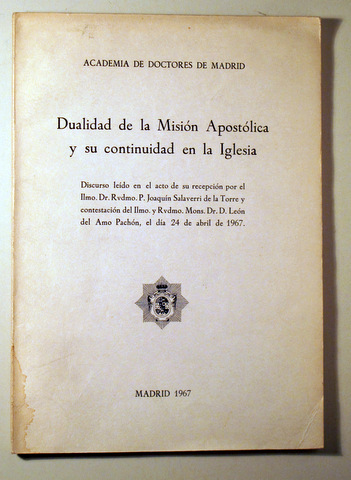 ACADEMIA DE DOCTORES DE MADRID
Dualidad de la Misión Apostólica
y su continuidad en la Iglesia
Discurso leído en el acto de su recepción por el
Ilmo. Dr. Rvdmo. P. Joaquín Salaverri de la Torre y
contestación del Ilmo. y Rvdmo. Mons. Dr. D. León
del Amo Pachón, el día 24 de abril de 1967.
MADRID 1967